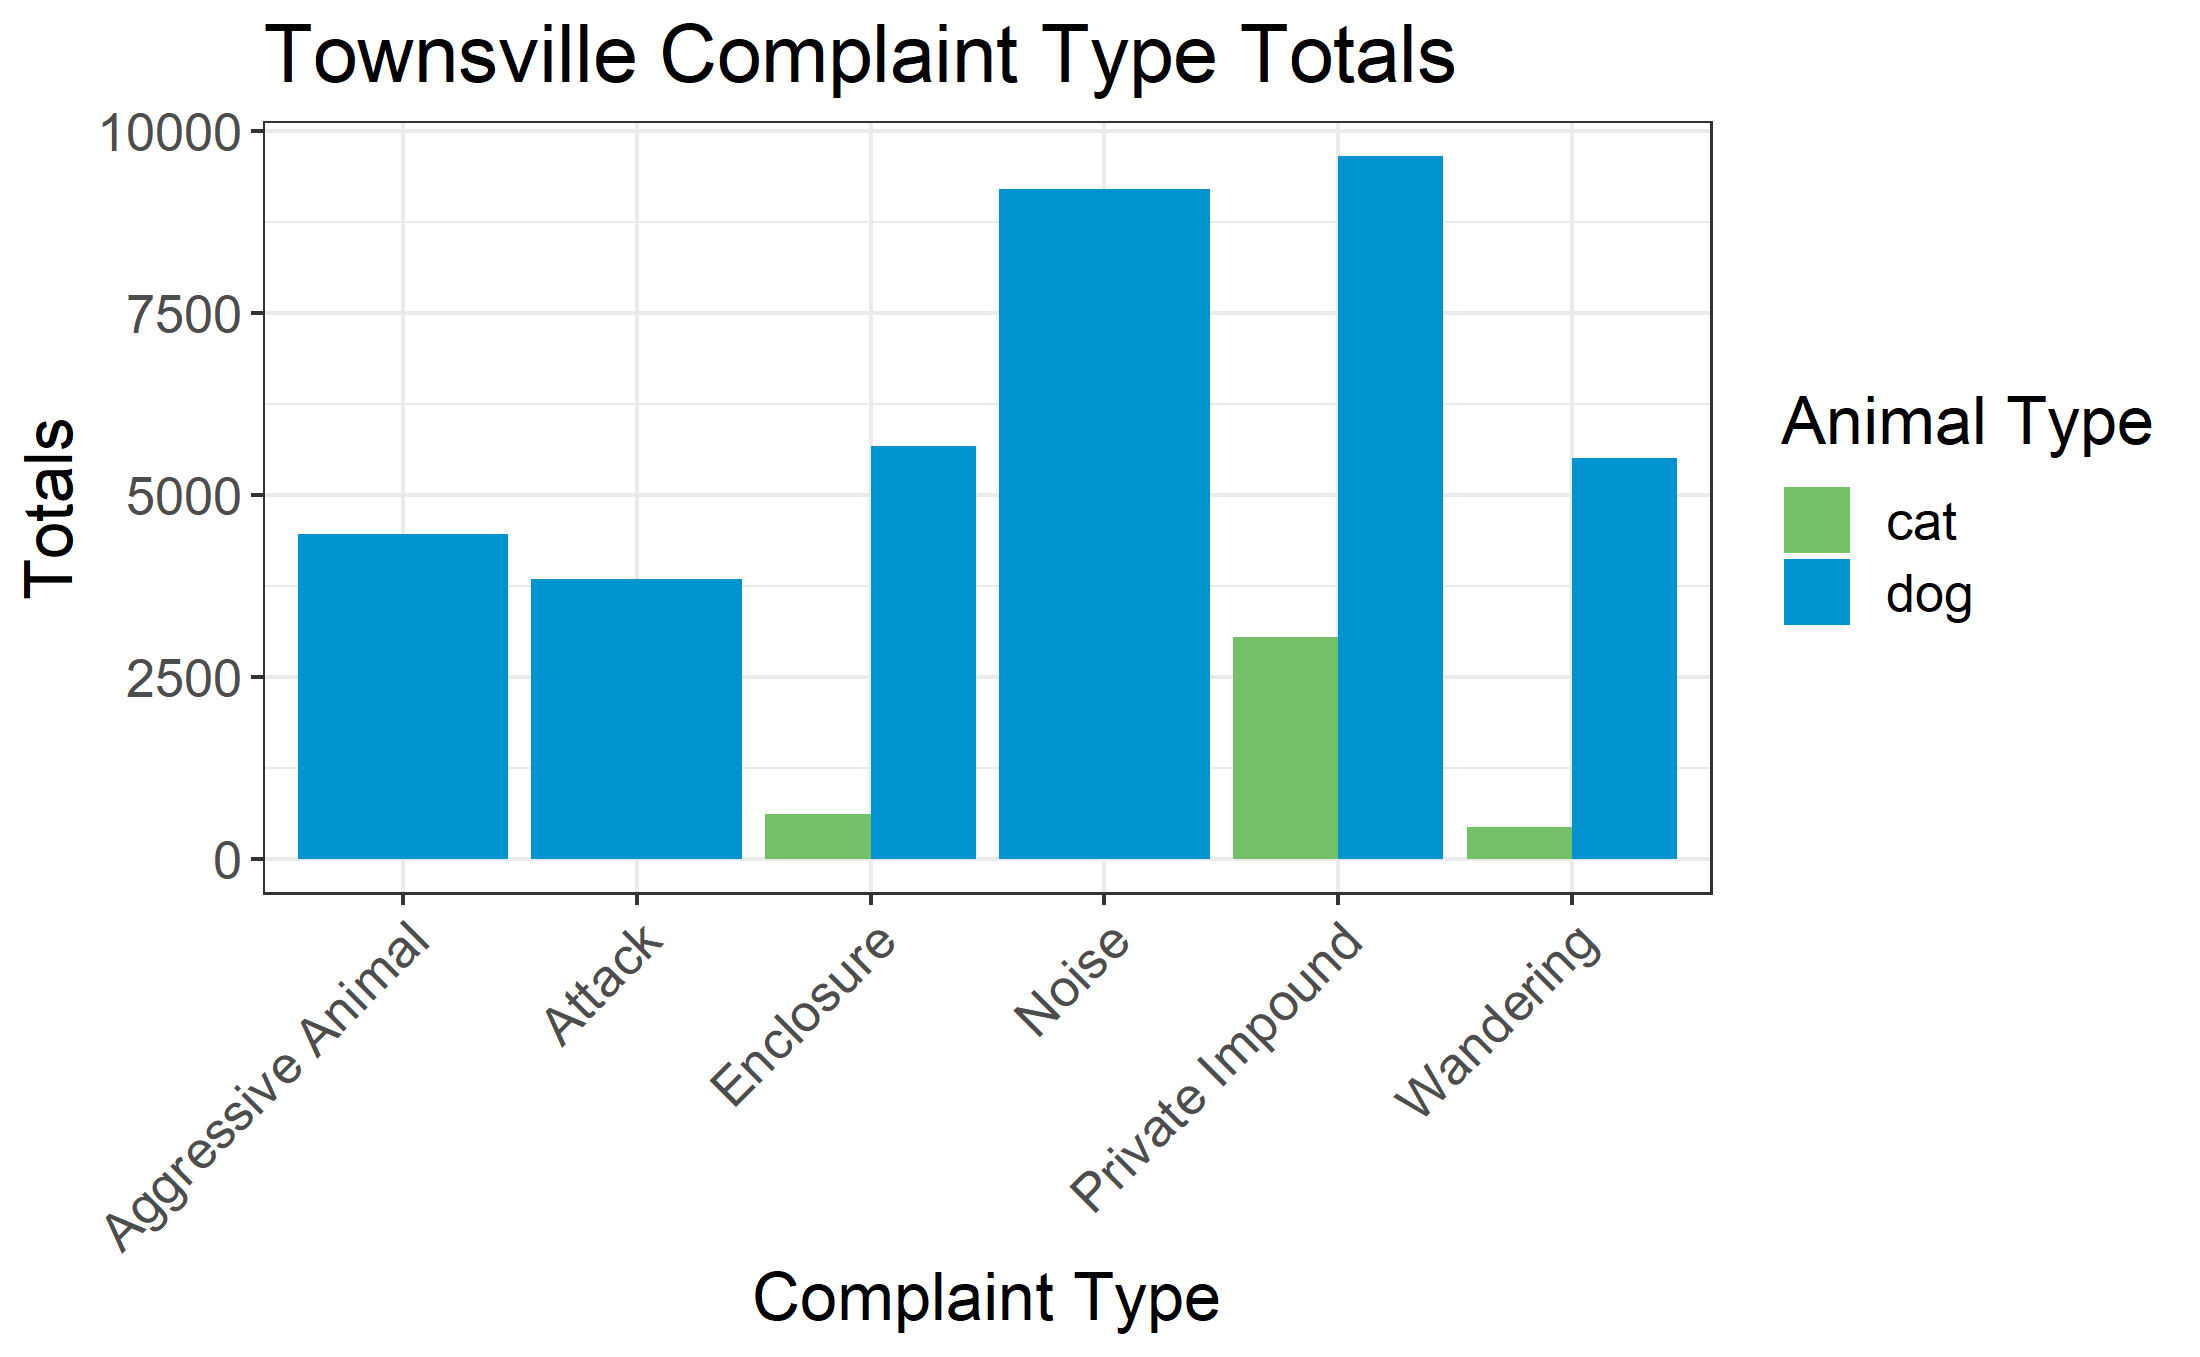 Townsville Complaint Type Totals
10000
7500
5000
2500
0
Totals
Aggressive Animal
Attack
Enclosure
Noise
Private Impound
Wandering
Complaint Type
Animal Type
cat
dog